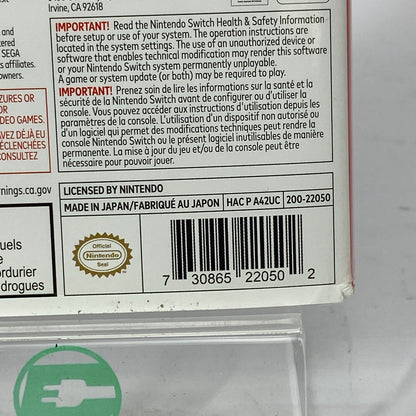 Irvine, CA 92618
IMPORTANT! Read the Nintendo Switch Health & Safety Information
before setup or use of your system. The operation instructions are
located in the system settings. The use of an unauthorized device or
software that enables technical modification may render this software
or your Nintendo Switch system permanently unplayable.
A game or system update (or both) may be required to play.
IMPORTANT! Prenez soin de lire les informations sur la santé et la
sécurité de la Nintendo Switch avant de configurer ou d'utiliser la
console. Vous pouvez accéder aux instructions d'utilisation depuis les
paramètres de la console. L'utilisation d'un dispositif non autorisé ou
d'un logiciel qui permet des modifications techniques peut rendre la
console Nintendo Switch ou le présent logiciel inutilisables de manière
permanente. La mise à jour du jeu et/ou de la console peut être
nécessaire pour pouvoir jouer.
and
SEGA
affiliates.
owners.
ZURES OR
OR
DEO GAMES.
AVEZ DÉJÀ EU
DÉCLENCHÉES
CONSULTEZ
nings.ca.gov
uels
e
ordurier
drogues
LICENSED BY NINTENDO
MADE IN JAPAN/FABRIQUÉ AU JAPON HAC P A42UC 200-22050
Official
Nintendo
Seal
7 30865 22050 2